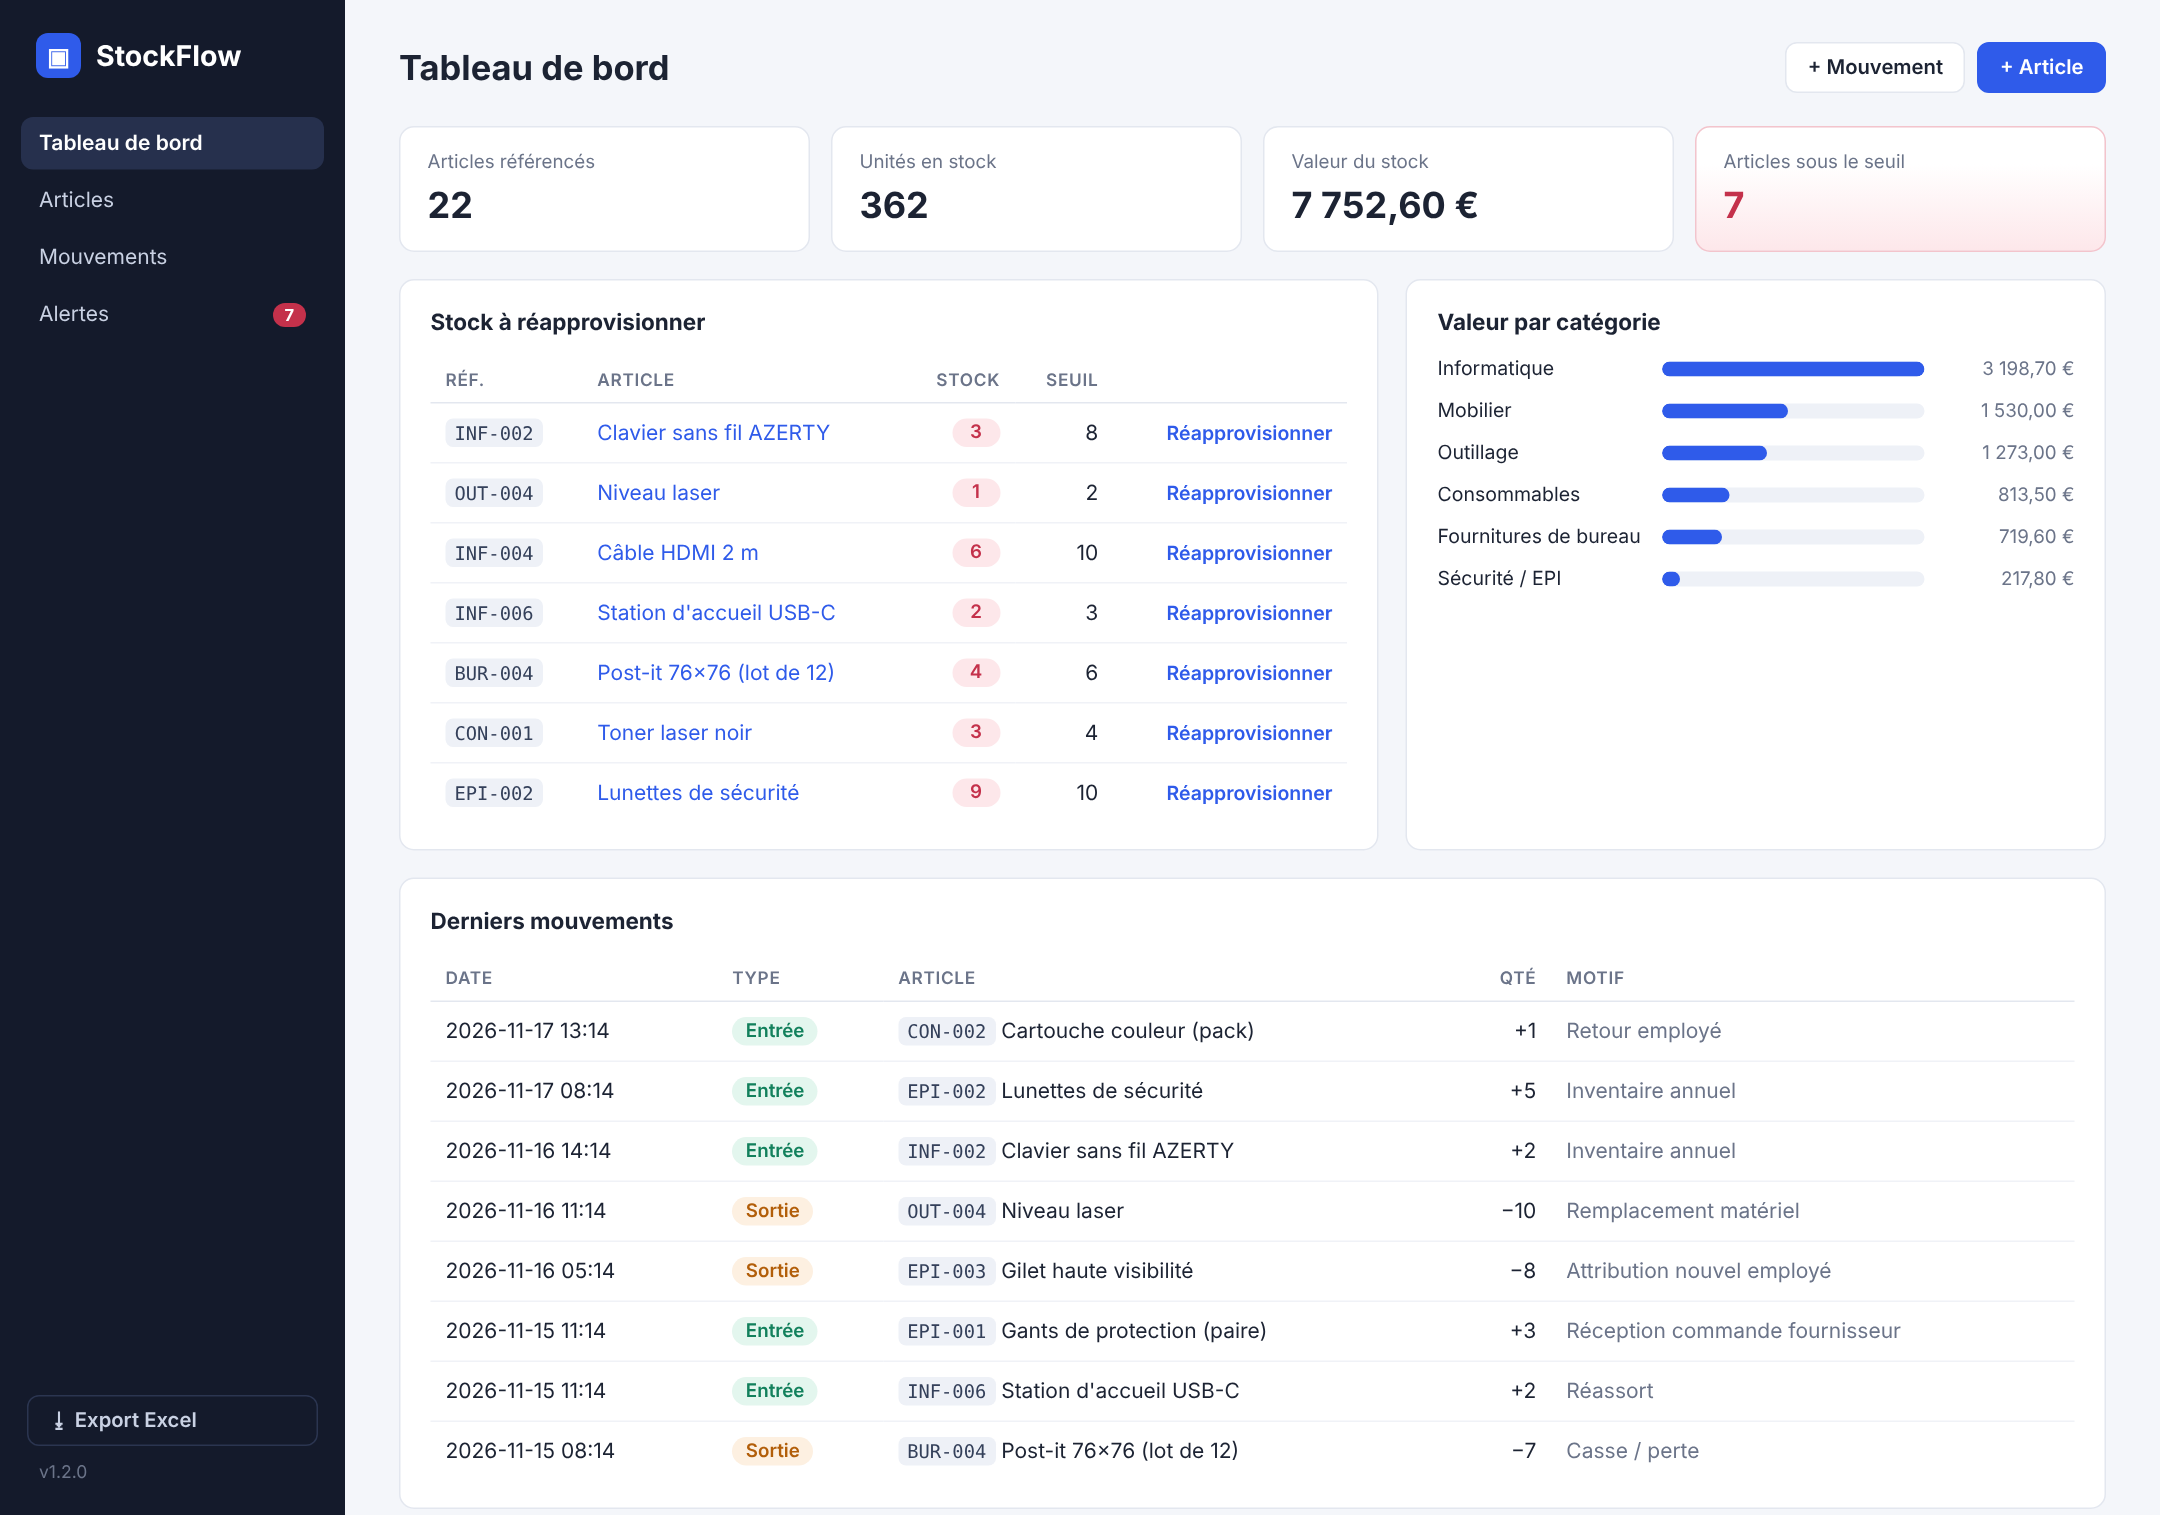 StockFlow
Tableau de bord
Articles
Mouvements
Alertes 7
Export Excel
v1.2.0
Tableau de bord
+ Mouvement
+ Article
Articles référencés
22
Unités en stock
362
Valeur du stock
7 752,60 €
Articles sous le seuil
7
Stock à réapprovisionner
RÉF. ARTICLE STOCK SEUIL
INF-002 Clavier sans fil AZERTY 3 8 Réapprovisionner
OUT-004 Niveau laser 1 2 Réapprovisionner
INF-004 Câble HDMI 2 m 6 10 Réapprovisionner
INF-006 Station d'accueil USB-C 2 3 Réapprovisionner
BUR-004 Post-it 76×76 (lot de 12) 4 6 Réapprovisionner
CON-001 Toner laser noir 3 4 Réapprovisionner
EPI-002 Lunettes de sécurité 9 10 Réapprovisionner
Valeur par catégorie
Informatique 3 198,70 €
Mobilier 1 530,00 €
Outillage 1 273,00 €
Consommables 813,50 €
Fournitures de bureau 719,60 €
Sécurité / EPI 217,80 €
Derniers mouvements
DATE TYPE ARTICLE QTÉ MOTIF
2026-11-17 13:14 Entrée CON-002 Cartouche couleur (pack) +1 Retour employé
2026-11-17 08:14 Entrée EPI-002 Lunettes de sécurité +5 Inventaire annuel
2026-11-16 14:14 Entrée INF-002 Clavier sans fil AZERTY +2 Inventaire annuel
2026-11-16 11:14 Sortie OUT-004 Niveau laser −10 Remplacement matériel
2026-11-16 05:14 Sortie EPI-003 Gilet haute visibilité −8 Attribution nouvel employé
2026-11-15 11:14 Entrée EPI-001 Gants de protection (paire) +3 Réception commande fournisseur
2026-11-15 11:14 Entrée INF-006 Station d'accueil USB-C +2 Réassort
2026-11-15 08:14 Sortie BUR-004 Post-it 76×76 (lot de 12) −7 Casse / perte